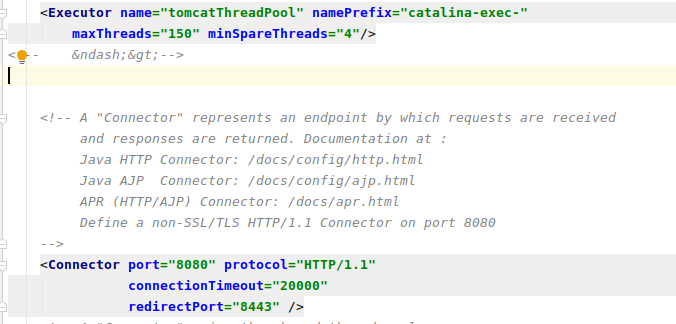 <Executor name="tomcatThreadPool" namePrefix="catalina-exec-"
maxThreads="150" minSpareThreads="4"/>
<!-- &ndash;&gt;-->
<!-- A "Connector" represents an endpoint by which requests are received
and responses are returned. Documentation at :
Java HTTP Connector: /docs/config/http.html
Java AJP  Connector: /docs/config/ajp.html
APR (HTTP/AJP) Connector: /docs/apr.html
Define a non-SSL/TLS HTTP/1.1 Connector on port 8080
-->
<Connector port="8080" protocol="HTTP/1.1"
connectionTimeout="20000"
redirectPort="8443" />